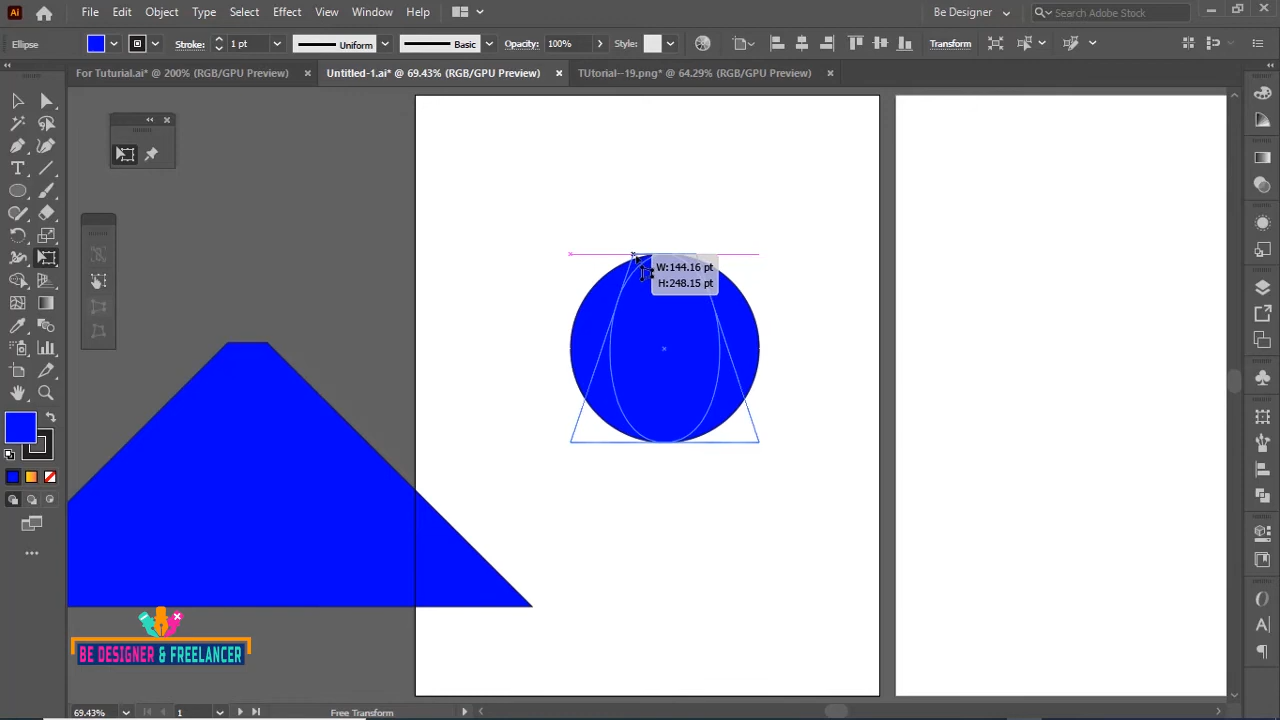 Ai File Edit Object Type Select Effect View Window Help Be Designer Search Adobe Stock
Ellipse Stroke: 1 pt Uniform Basic Opacity: 100% Style: Transform
For Tuturial.ai* @ 200% (RGB/GPU Preview) × Untitled-1.ai* @ 69.43% (RGB/GPU Preview) × TUtorial--19.png* @ 64.29% (RGB/GPU Preview) ×
W:144.16 pt
H:248.15 pt
BE DESIGNER & FREELANCER
69.43% 1 Free Transform